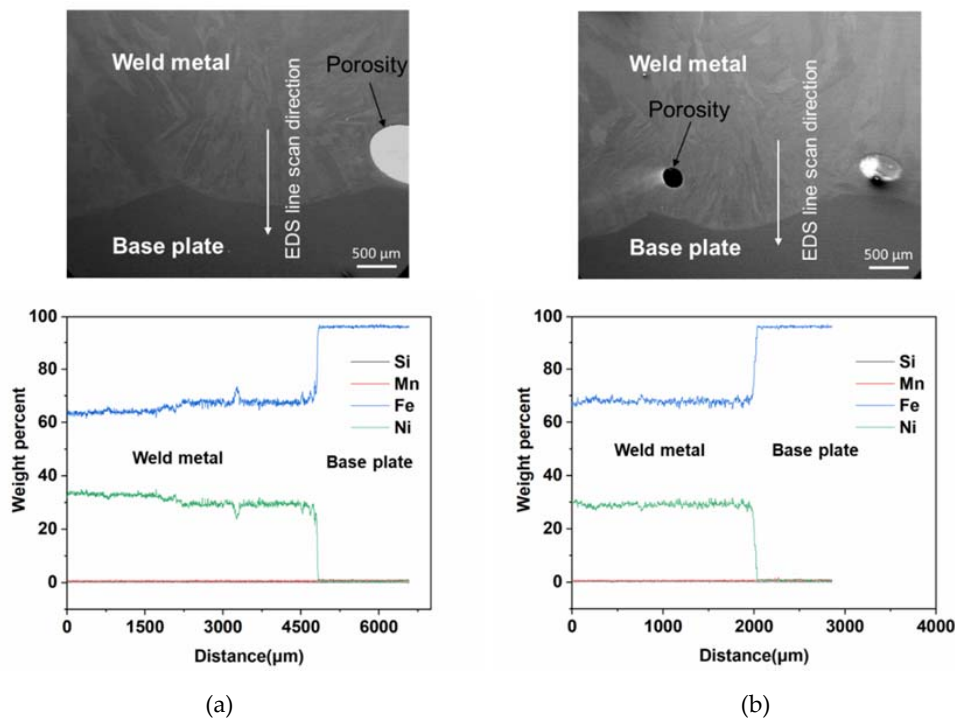 Weld metal
Porosity
EDS line scan direction
Base plate
500 µm
Weld metal
Porosity
EDS line scan direction
Base plate
500 µm
100
80
60
40
20
0
Weight percent
Si
Mn
Fe
Ni
Weld metal
Base plate
0 1500 3000 4500 6000
Distance(µm)
100
80
60
40
20
0
Weight percent
Si
Mn
Fe
Ni
Weld metal
Base plate
0 1000 2000 3000 4000
Distance(µm)
(a)
(b)